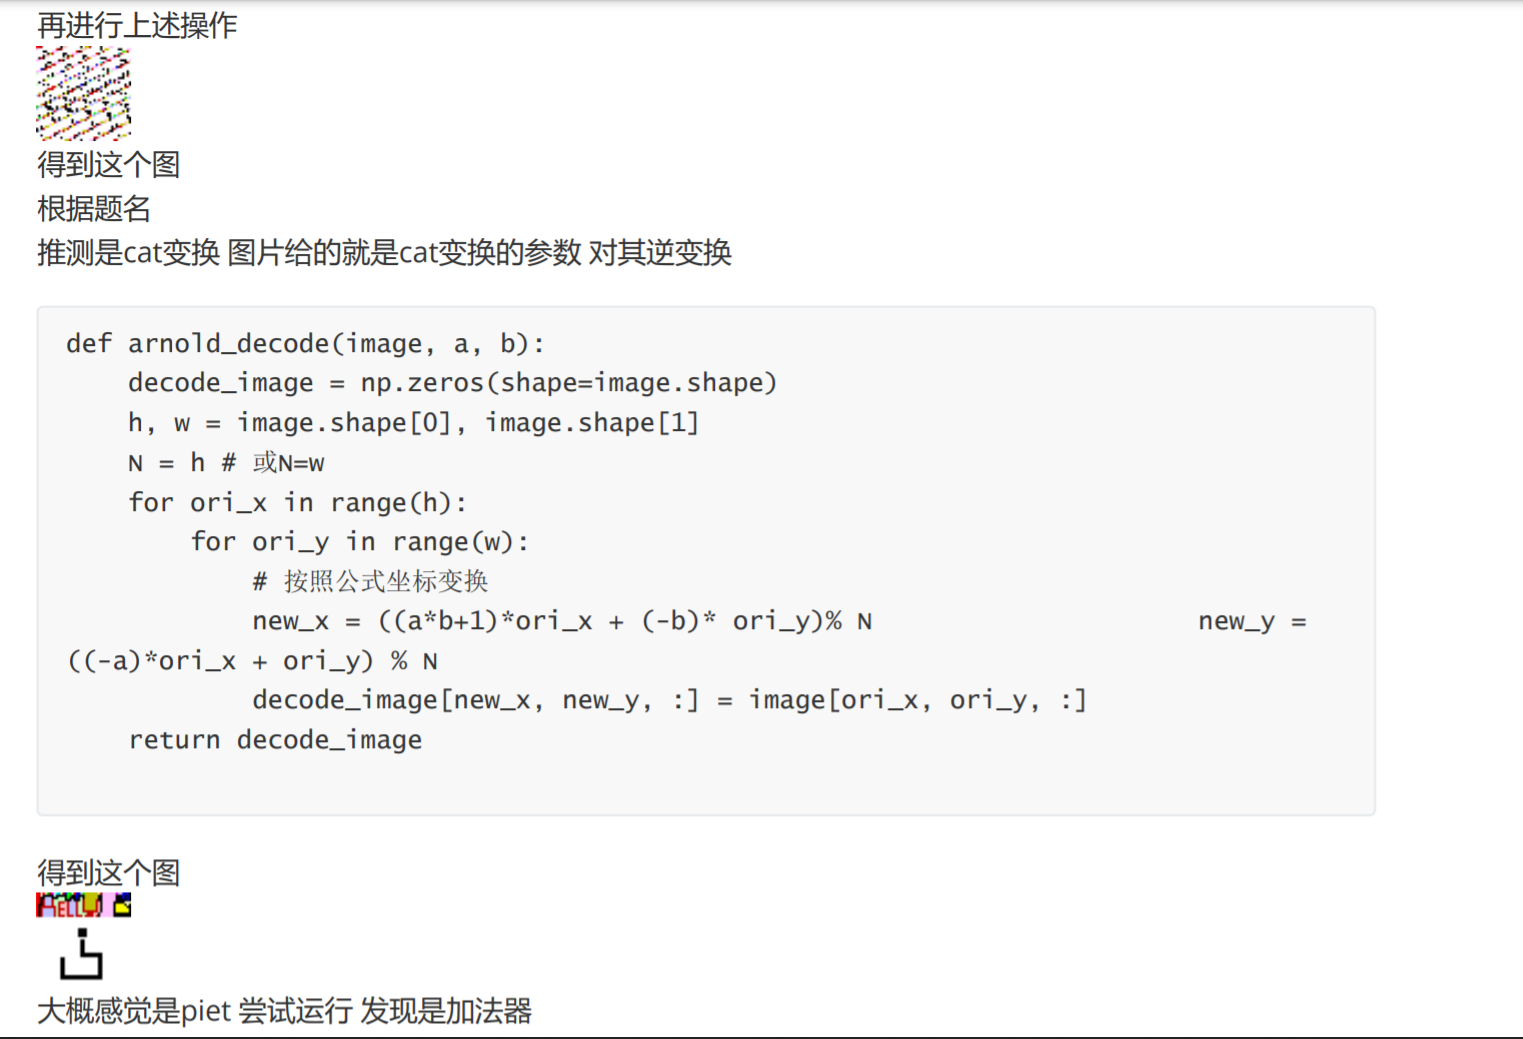 再进行上述操作
得到这个图
根据题名
推测是cat变换 图片给的就是cat变换的参数 对其逆变换
def arnold_decode(image, a, b):
    decode_image = np.zeros(shape=image.shape)
    h, w = image.shape[0], image.shape[1]
    N = h # 或N=w
    for ori_x in range(h):
        for ori_y in range(w):
            # 按照公式坐标变换
            new_x = ((a*b+1)*ori_x + (-b)* ori_y)% N                     new_y =
((-a)*ori_x + ori_y) % N
            decode_image[new_x, new_y, :] = image[ori_x, ori_y, :]
    return decode_image
得到这个图
大概感觉是piet 尝试运行 发现是加法器